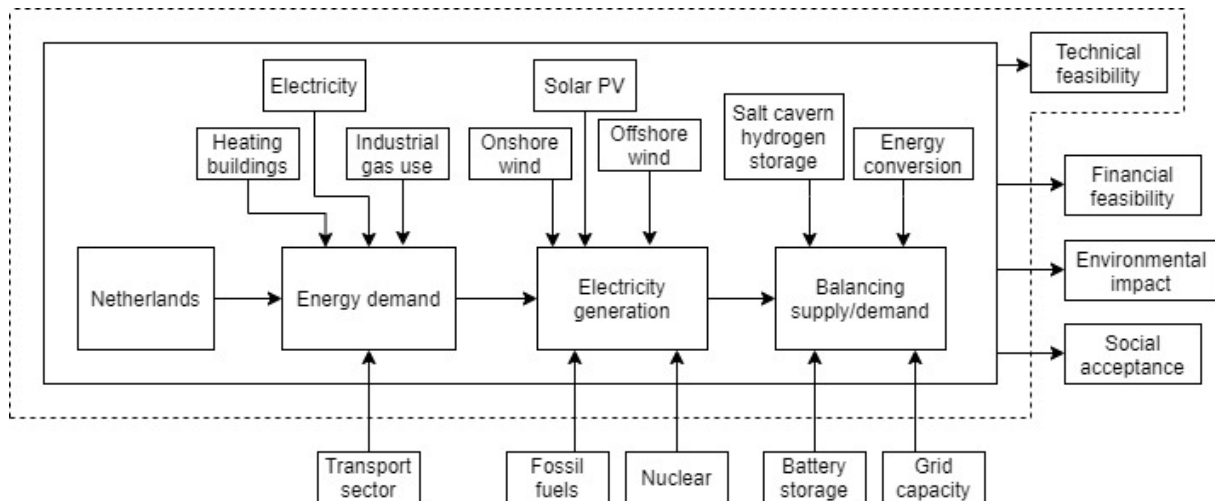 Technical
feasibility
Electricity
Solar PV
Salt cavern
hydrogen
storage
Heating
buildings
Industrial
gas use
Onshore
wind
Offshore
wind
Energy
conversion
Financial
feasibility
Netherlands
Energy demand
Electricity
generation
Balancing
supply/demand
Environmental
impact
Social
acceptance
Transport
sector
Fossil
fuels
Nuclear
Battery
storage
Grid
capacity